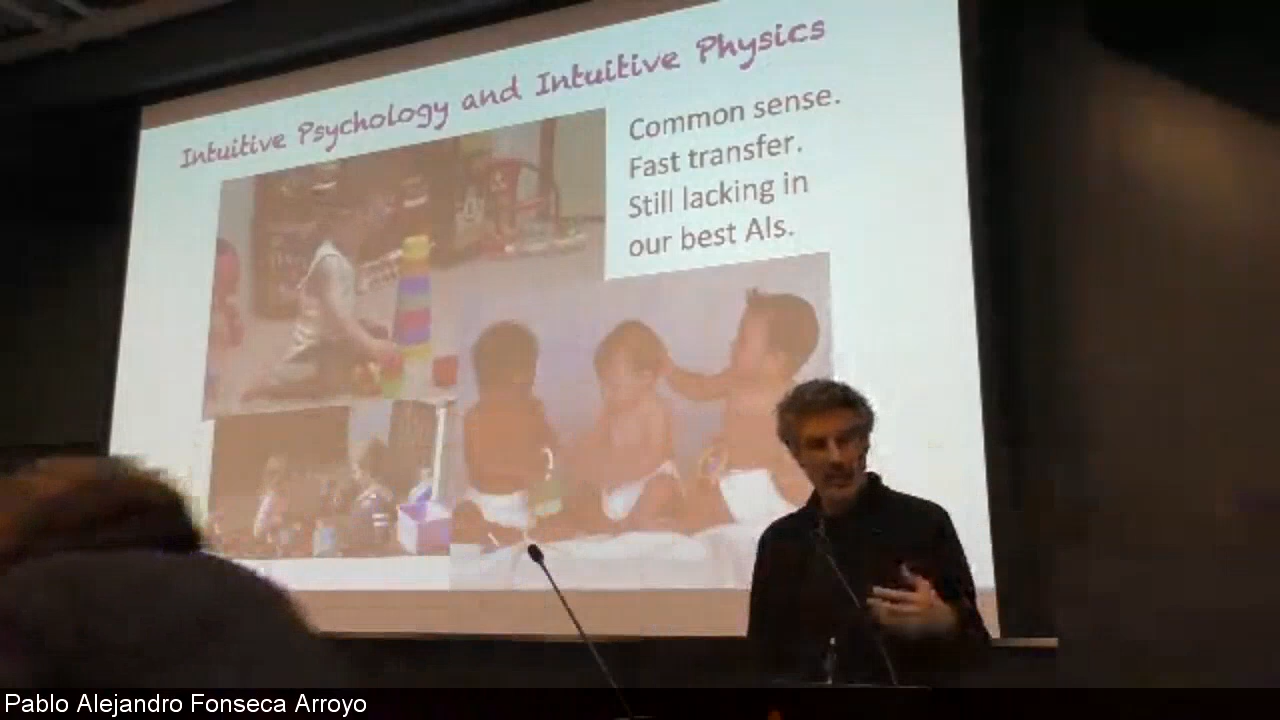 Intuitive Psychology and Intuitive Physics
Common sense.
Fast transfer.
Still lacking in
our best AIs.
Pablo Alejandro Fonseca Arroyo